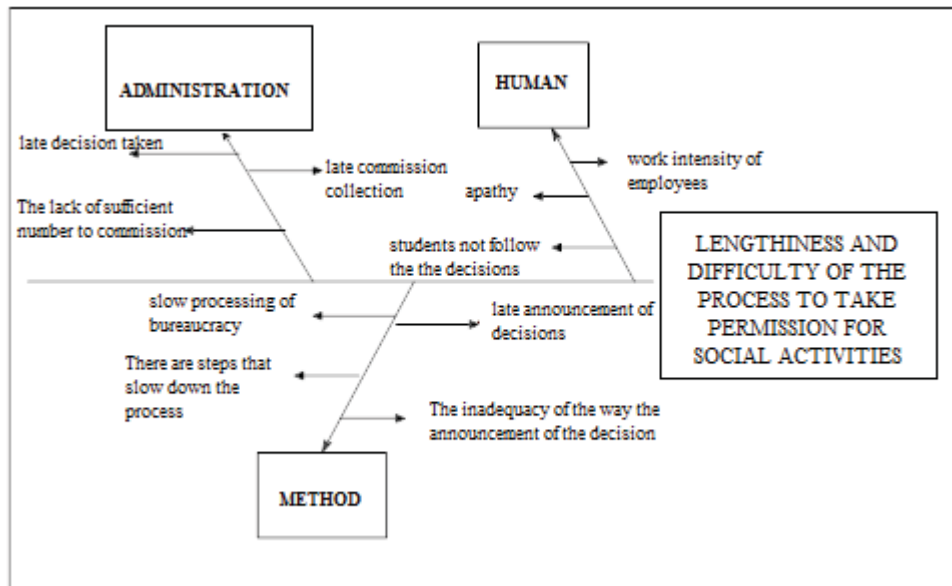 ADMINISTRATION
HUMAN
late decision taken
late commission
collection
The lack of sufficient
number to commission
work intensity of
employees
apathy
students not follow
the the decisions
LENGTHINESS AND
DIFFICULTY OF THE
PROCESS TO TAKE
PERMISSION FOR
SOCIAL ACTIVITIES
slow processing of
bureaucracy
late announcement of
decisions
There are steps that
slow down the
process
The inadequacy of the way the
announcement of the decision
METHOD